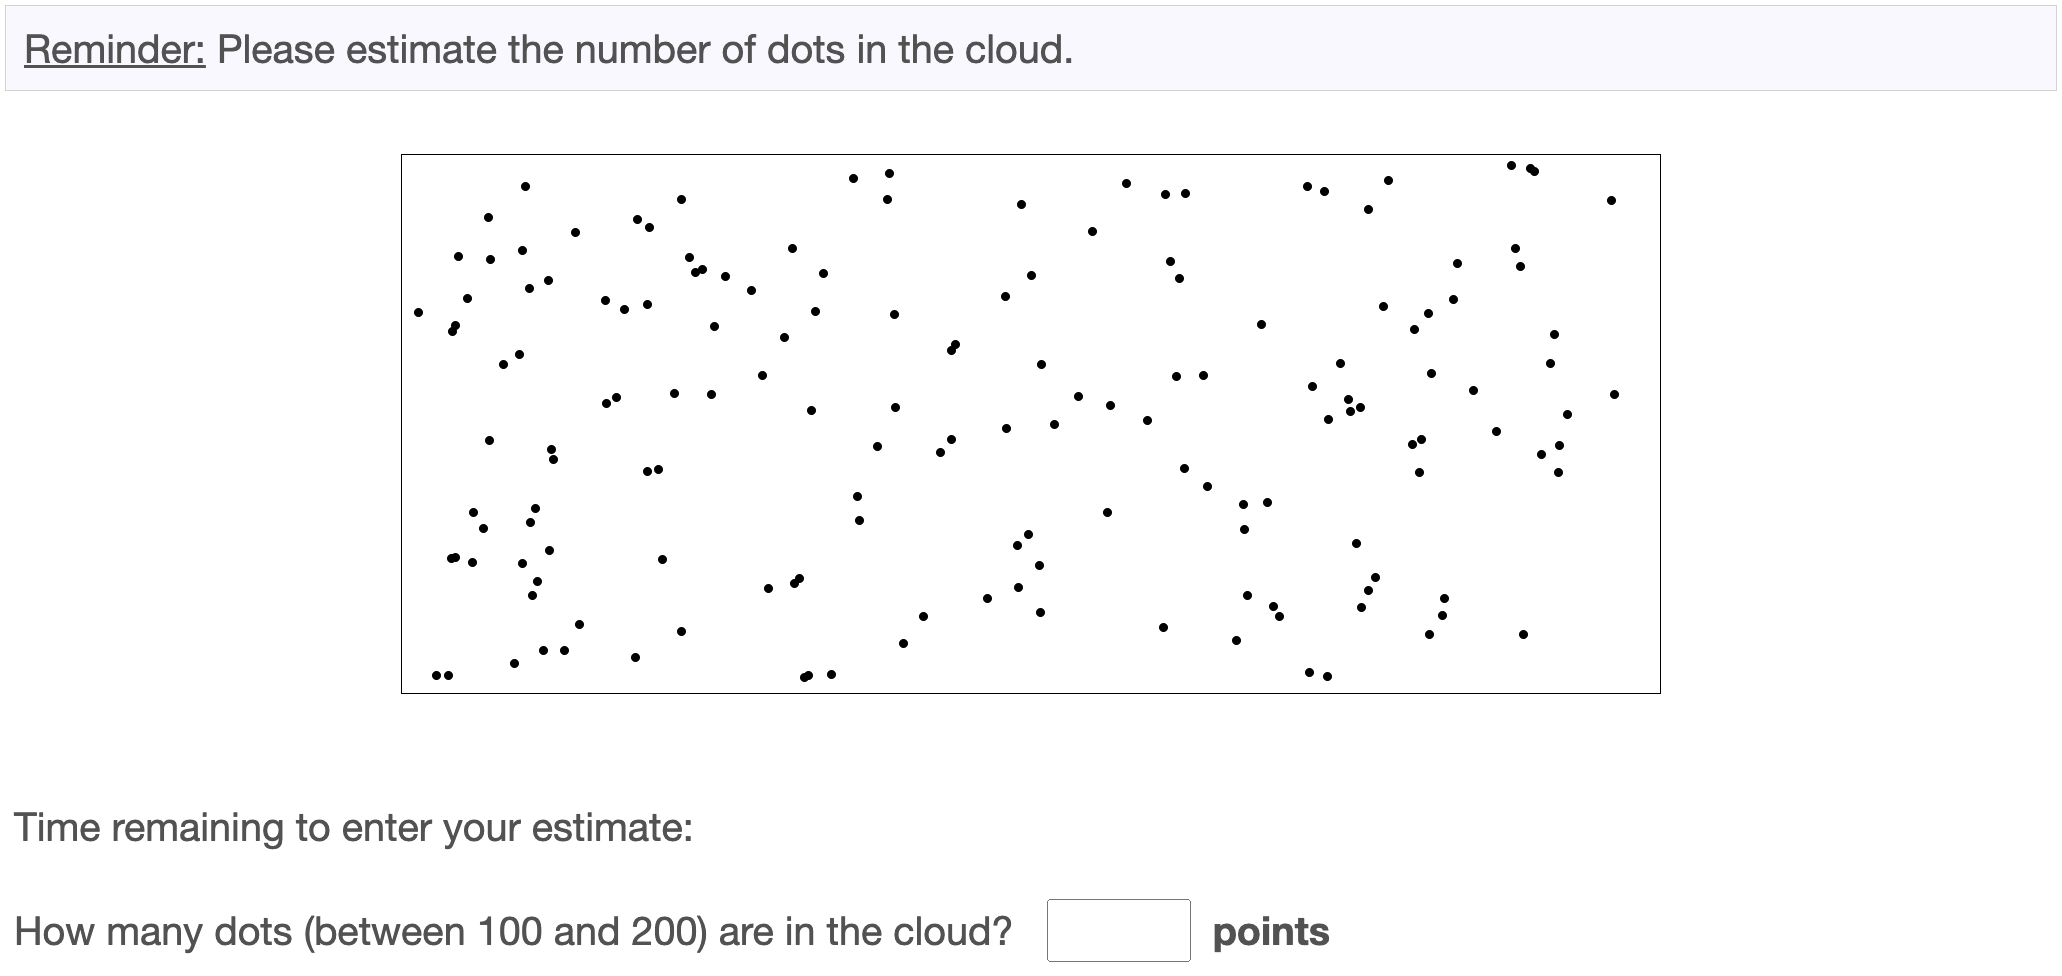 Reminder: Please estimate the number of dots in the cloud.
Time remaining to enter your estimate:
How many dots (between 100 and 200) are in the cloud? points